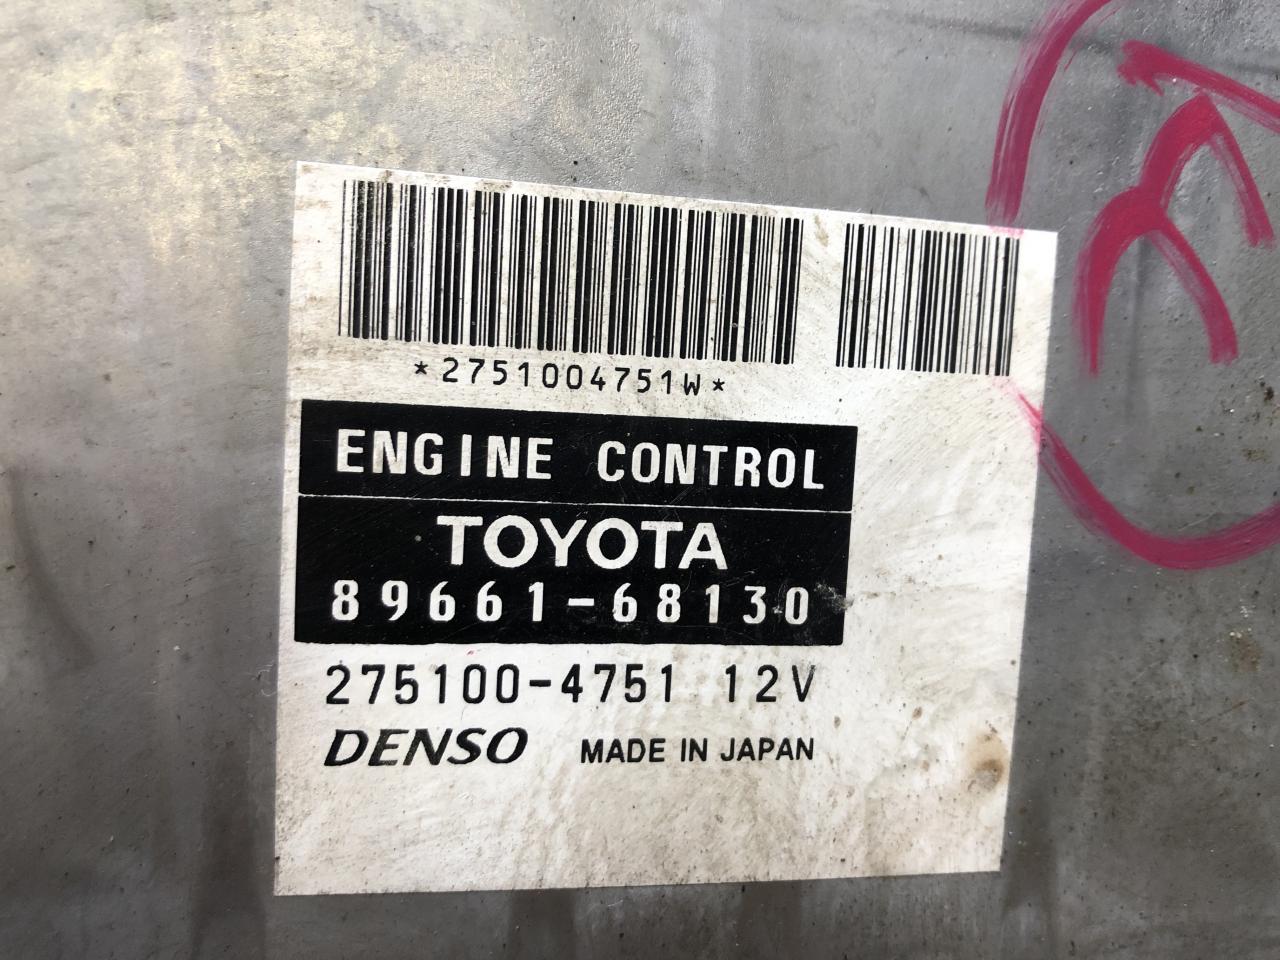 *2751004751W*
ENGINE CONTROL
TOYOTA
89661-68130
275100-4751 12V
DENSO MADE IN JAPAN